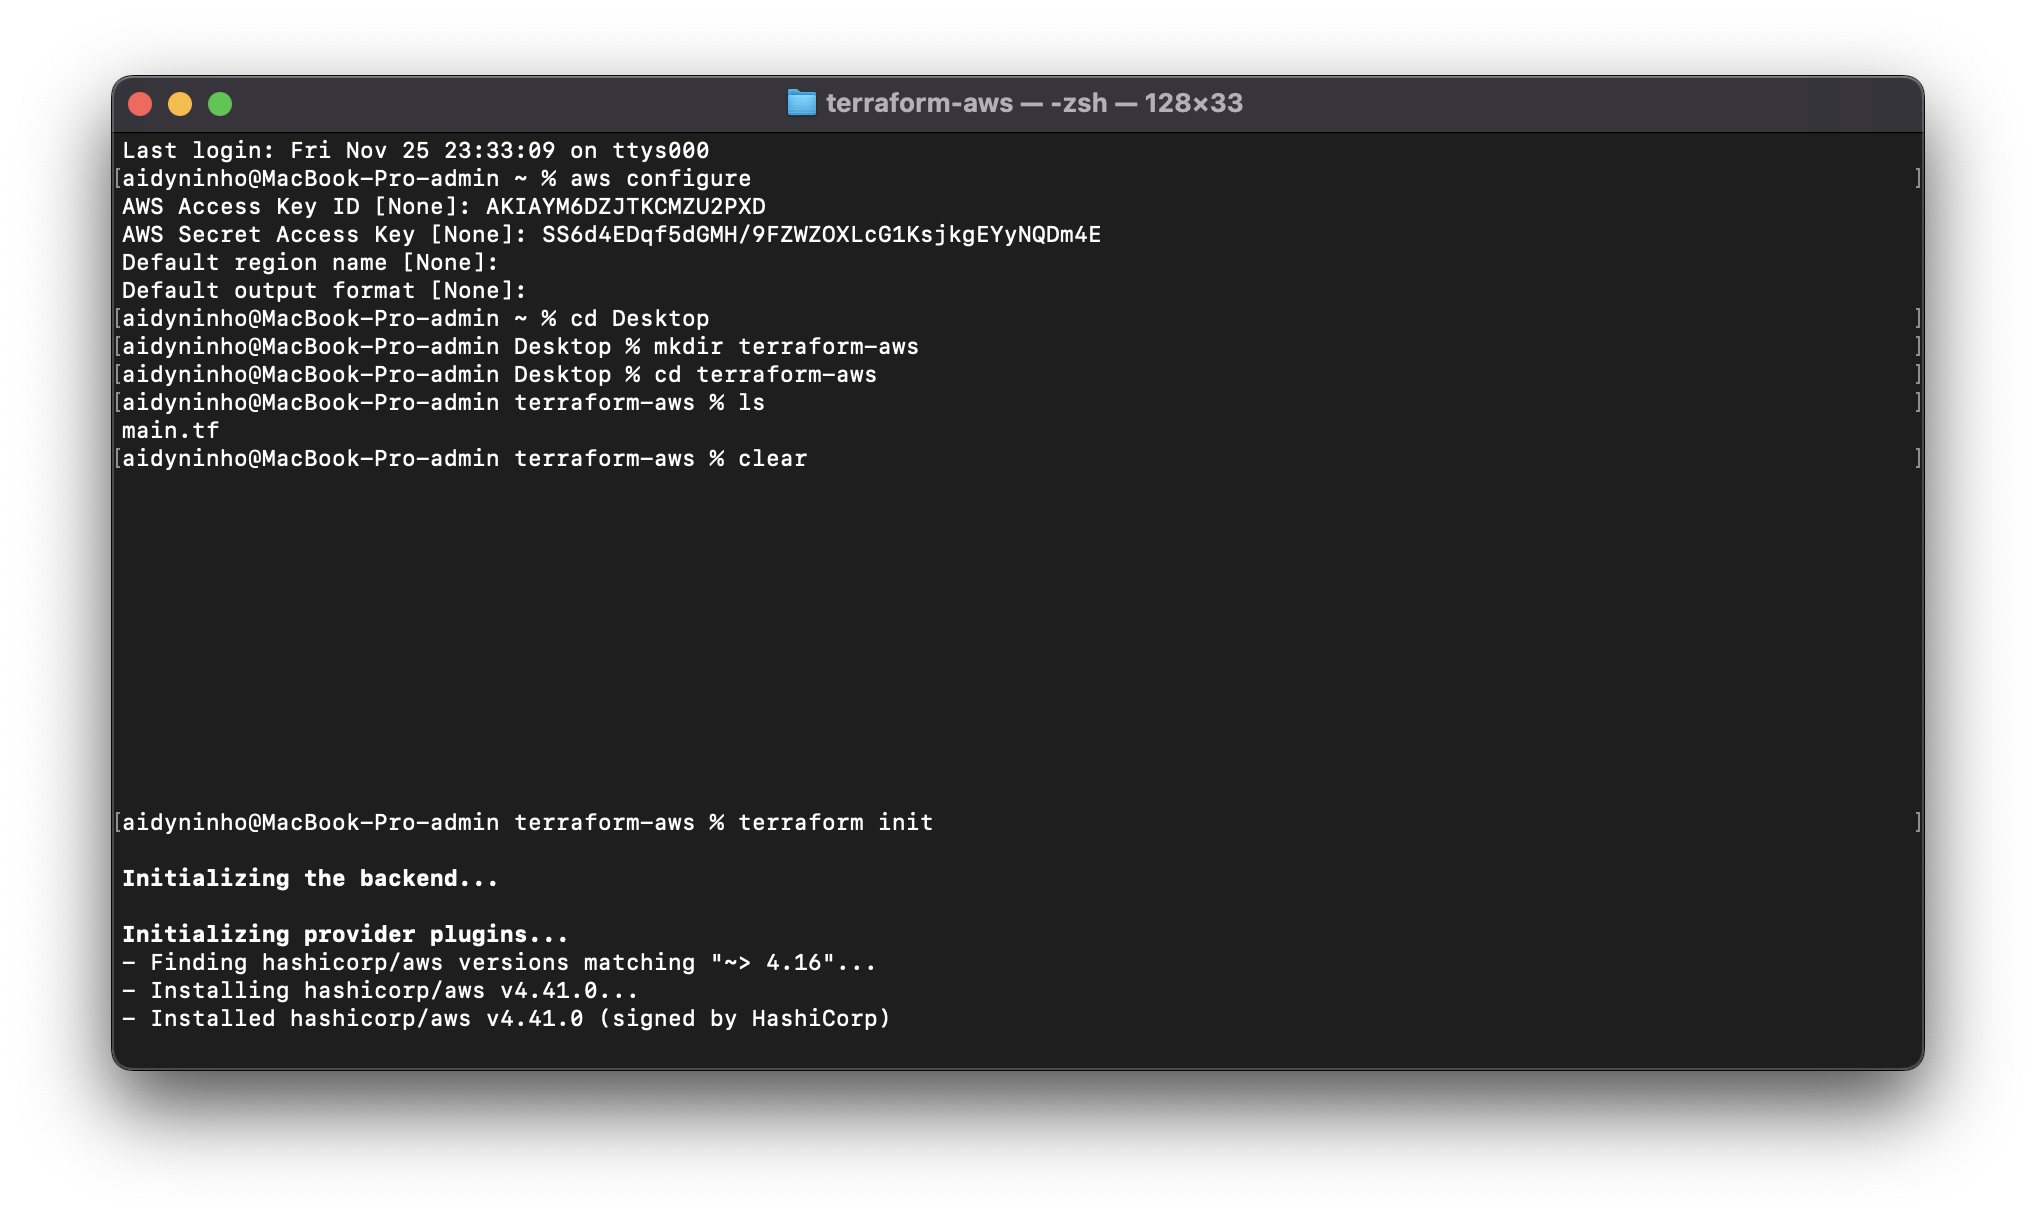 terraform-aws — -zsh — 128×33
Last login: Fri Nov 25 23:33:09 on ttys000
[aidyninho@MacBook-Pro-admin ~ % aws configure ]
AWS Access Key ID [None]: AKIAYM6DZJTKCMZU2PXD
AWS Secret Access Key [None]: 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
Default region name [None]:
Default output format [None]:
[aidyninho@MacBook-Pro-admin ~ % cd Desktop ]
[aidyninho@MacBook-Pro-admin Desktop % mkdir terraform-aws ]
[aidyninho@MacBook-Pro-admin Desktop % cd terraform-aws ]
[aidyninho@MacBook-Pro-admin terraform-aws % ls ]
main.tf
[aidyninho@MacBook-Pro-admin terraform-aws % clear ]
[aidyninho@MacBook-Pro-admin terraform-aws % terraform init ]
Initializing the backend...
Initializing provider plugins...
- Finding hashicorp/aws versions matching "~> 4.16"...
- Installing hashicorp/aws v4.41.0...
- Installed hashicorp/aws v4.41.0 (signed by HashiCorp)